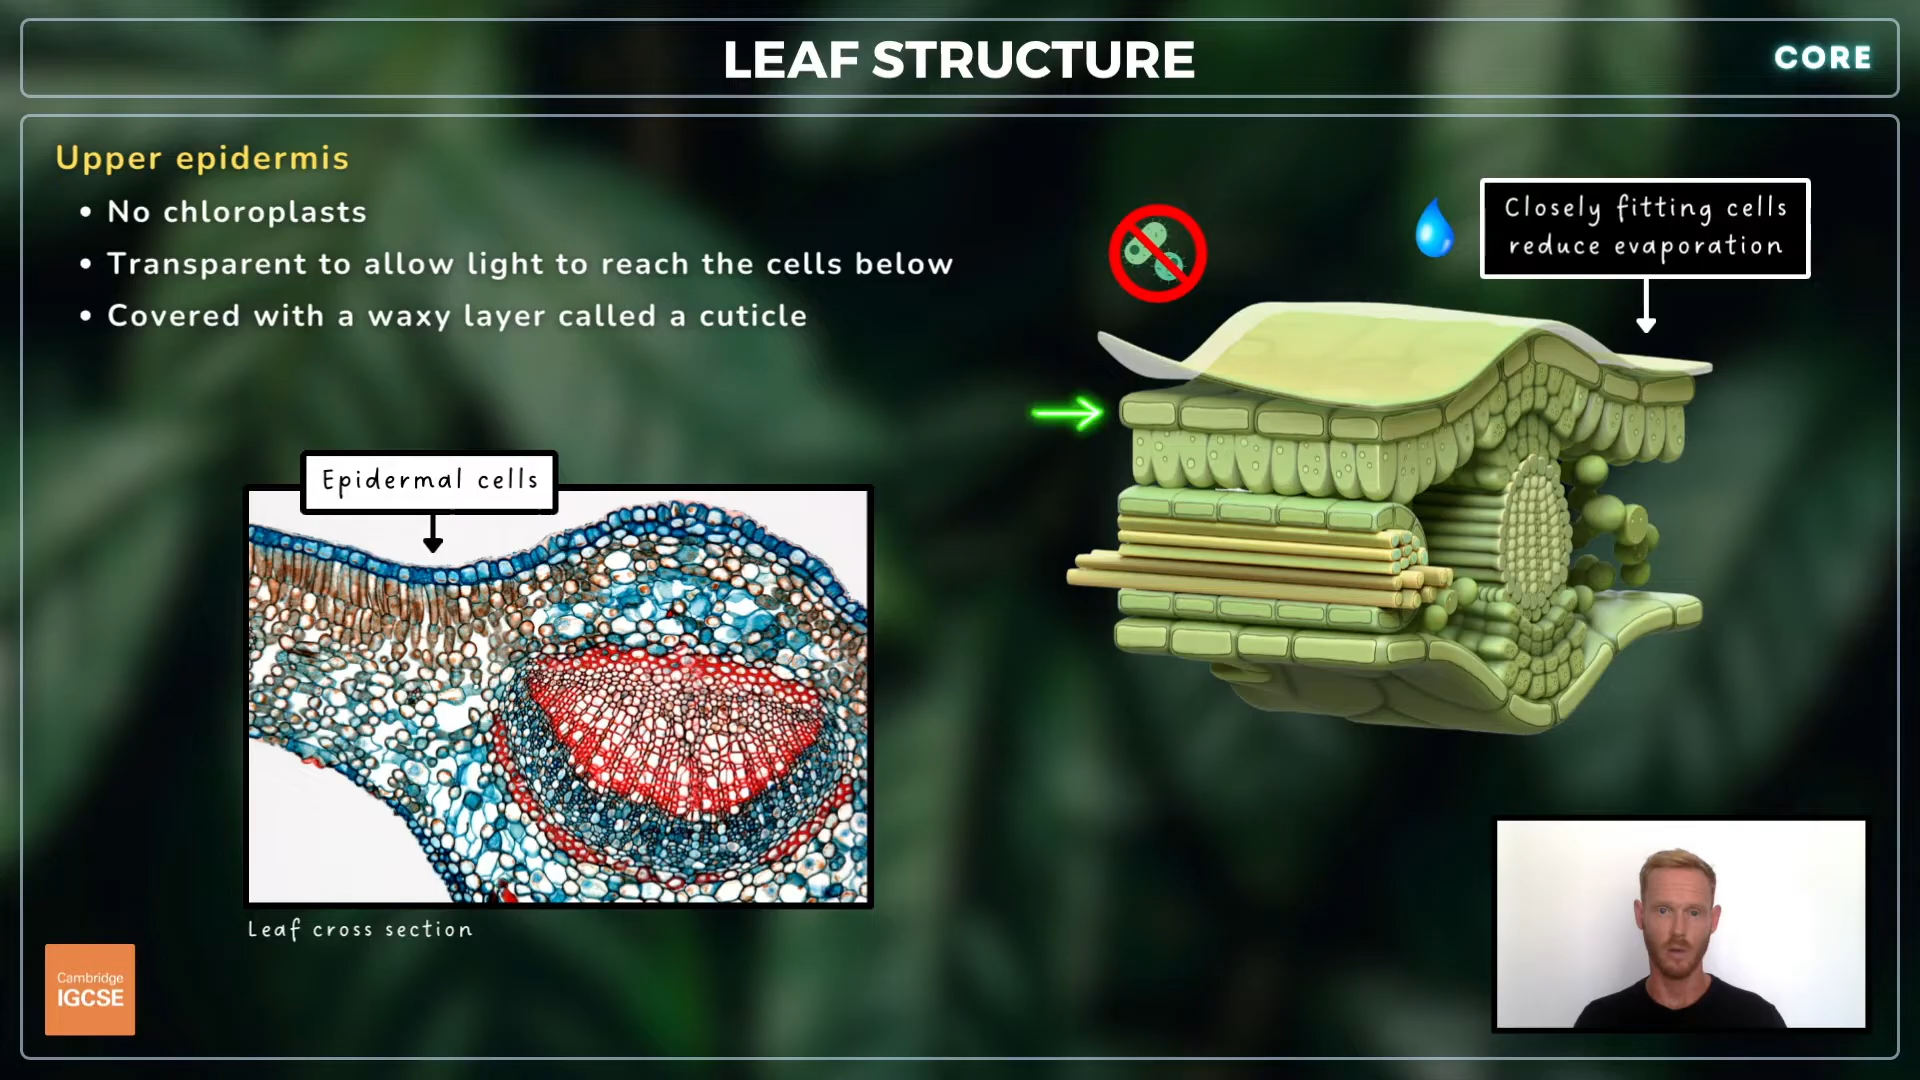 LEAF STRUCTURE
CORE
Upper epidermis
• No chloroplasts
• Transparent to allow light to reach the cells below
• Covered with a waxy layer called a cuticle
Closely fitting cells
reduce evaporation
Epidermal cells
Leaf cross section
Cambridge
IGCSE